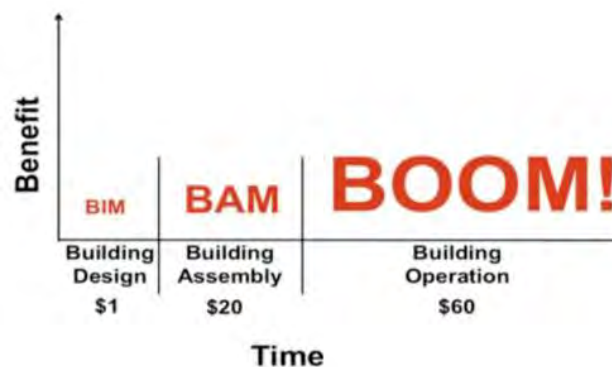 Benefit
BIM
BAM
BOOM!
Building
Design
$1
Building
Assembly
$20
Building
Operation
$60
Time